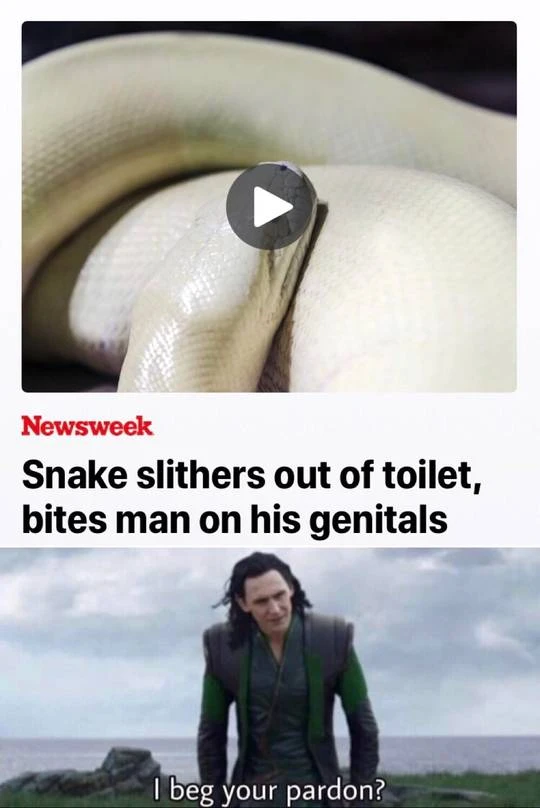 Newsweek
Snake slithers out of toilet,
bites man on his genitals
I beg your pardon?